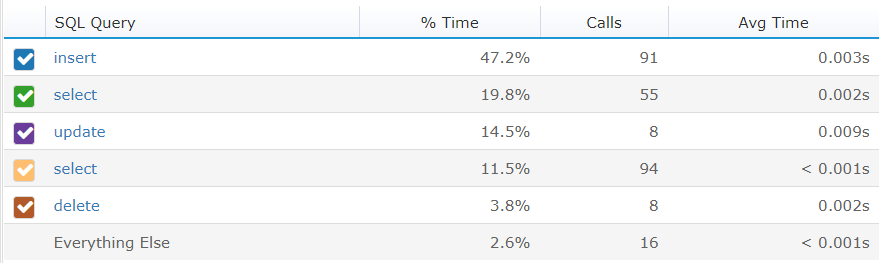 SQL Query % Time Calls Avg Time
insert 47.2% 91 0.003s
select 19.8% 55 0.002s
update 14.5% 8 0.009s
select 11.5% 94 < 0.001s
delete 3.8% 8 0.002s
Everything Else 2.6% 16 < 0.001s